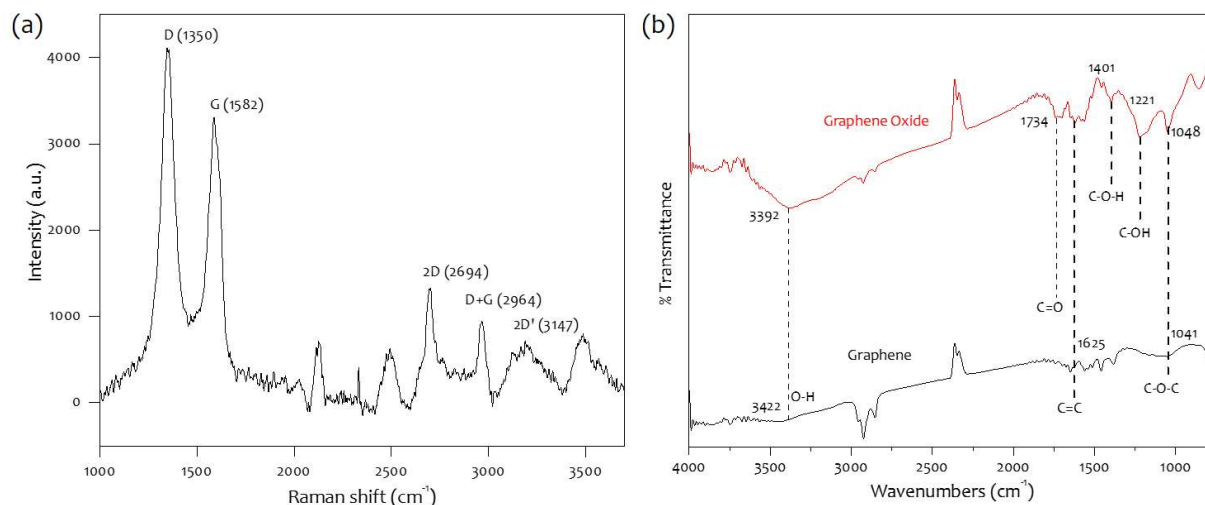 (a)
D (1350)
G (1582)
2D (2694)
D+G (2964)
2D' (3147)
4000
3000
2000
1000
0
Intensity (a.u.)
1000 1500 2000 2500 3000 3500
Raman shift (cm-1)
(b)
Graphene Oxide
1734
1401
1221
1048
3392
C-O-H
C-OH
C=O
Graphene
1625
1041
3422
O-H
C=C
C-O-C
% Transmittance
4000 3500 3000 2500 2000 1500 1000
Wavenumbers (cm-1)